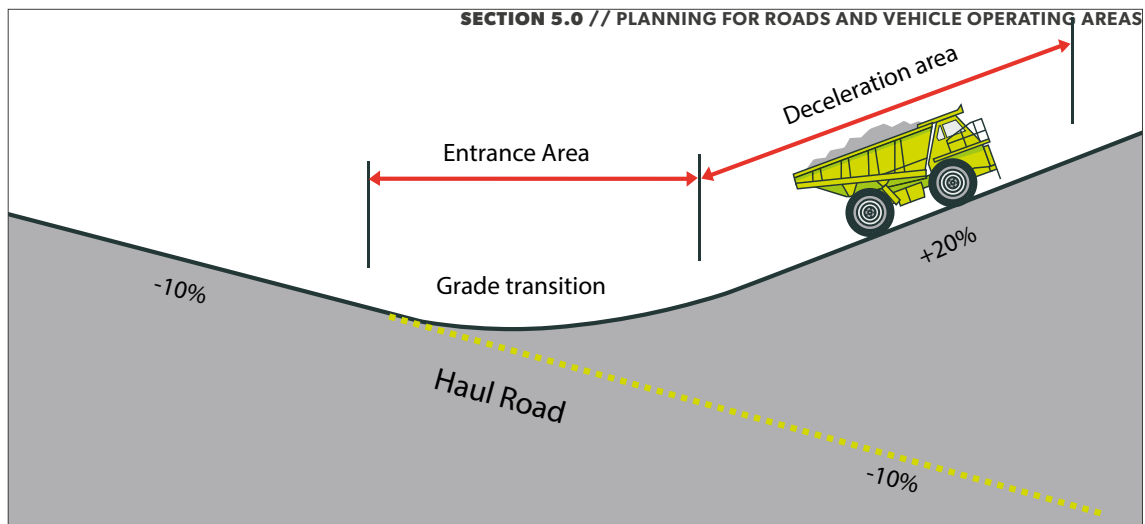 SECTION 5.0 // PLANNING FOR ROADS AND VEHICLE OPERATING AREAS
Deceleration area
Entrance Area
+20%
-10%
Grade transition
Haul Road
-10%